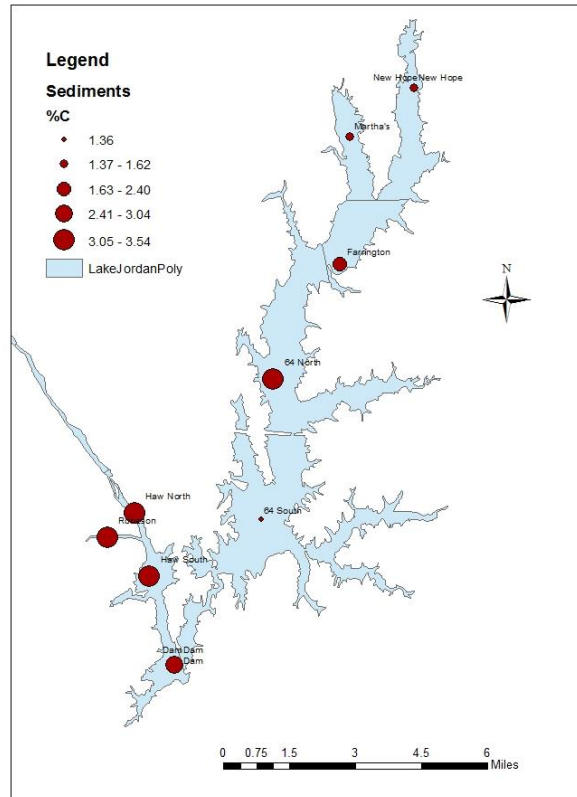 Legend
Sediments
%C
1.36
1.37 - 1.62
1.63 - 2.40
2.41 - 3.04
3.05 - 3.54
LakeJordanPoly
New Hope New Hope
Martha's
Farrington
N
64 North
Haw North
64 South
Haw South
Dam Dam
Dam
0 0.75 1.5 3 4.5 6
Miles